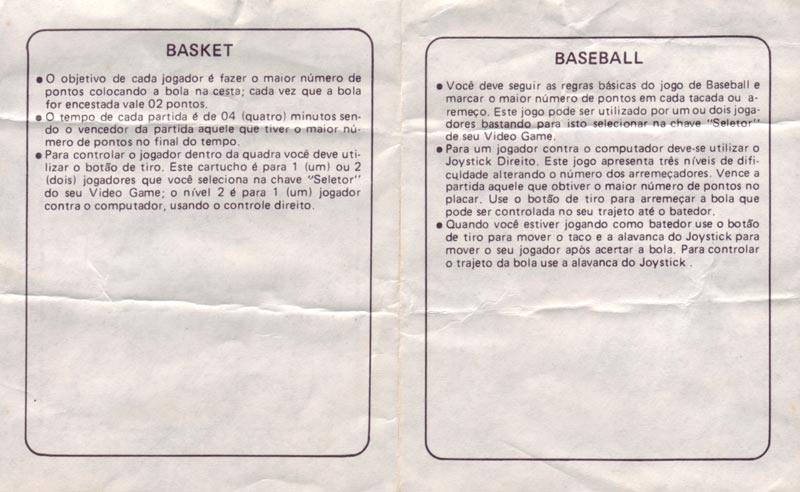 BASKET
● O objetivo de cada jogador é fazer o maior número de
pontos colocando a bola na cesta; cada vez que a bola
for encestada vale 02 pontos.
● O tempo de cada partida é de 04 (quatro) minutos sen-
do o vencedor da partida aquele que tiver o maior nú-
mero de pontos no final do tempo.
● Para controlar o jogador dentro da quadra você deve uti-
lizar o botão de tiro. Este cartucho é para 1 (um) ou 2
(dois) jogadores que você seleciona na chave "Seletor"
do seu Video Game; o nível 2 é para 1 (um) jogador
contra o computador, usando o controle direito.
BASEBALL
● Você deve seguir as regras básicas do jogo de Baseball e
marcar o maior número de pontos em cada tacada ou a-
remeço. Este jogo pode ser utilizado por um ou dois joga-
dores bastando para isto selecionar na chave "Seletor"
de seu Video Game.
● Para um jogador contra o computador deve-se utilizar o
Joystick Direito. Este jogo apresenta três níveis de difi-
culdade alterando o número dos arremeçadores. Vence a
partida aquele que obtiver o maior número de pontos no
placar. Use o botão de tiro para arremeçar a bola que
pode ser controlada no seu trajeto até o batedor.
● Quando você estiver jogando como batedor use o botão
de tiro para mover o taco e a alavanca do Joystick para
mover o seu jogador após acertar a bola. Para controlar
o trajeto da bola use a alavanca do Joystick .